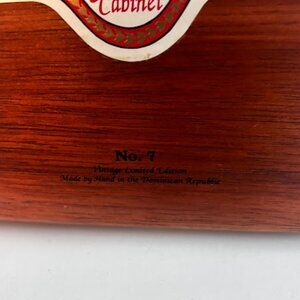 Cabinet
No. 7
Vintage Limited Edition
Made by Hand in the Dominican Republic